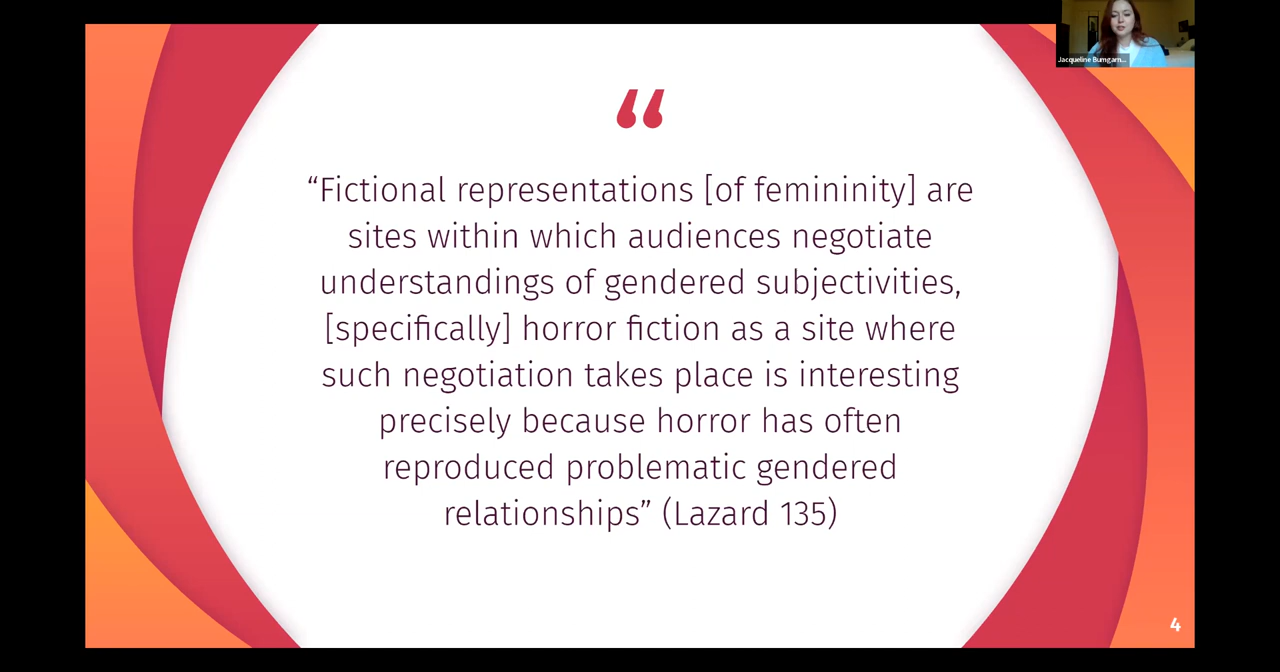 Jacqueline Bumgarn...
“
“Fictional representations [of femininity] are
sites within which audiences negotiate
understandings of gendered subjectivities,
[specifically] horror fiction as a site where
such negotiation takes place is interesting
precisely because horror has often
reproduced problematic gendered
relationships” (Lazard 135)
4